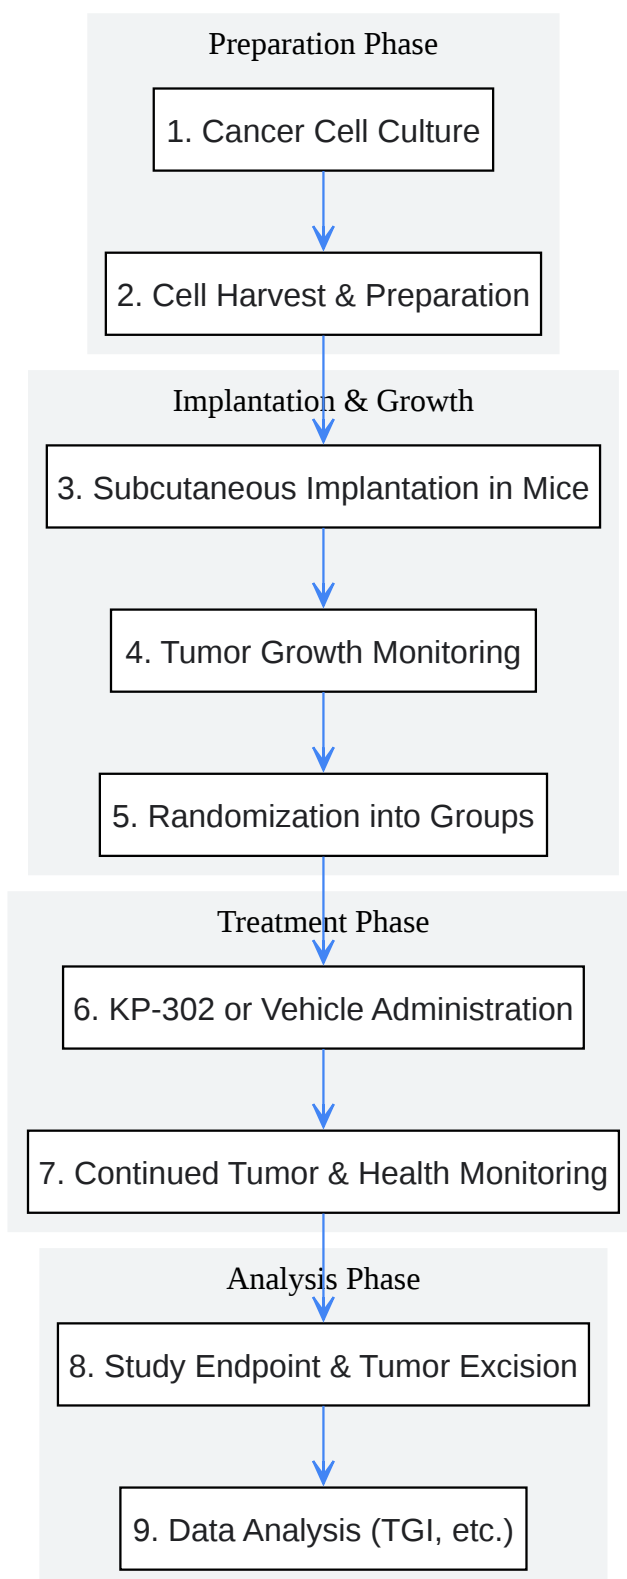 Preparation Phase
1. Cancer Cell Culture
2. Cell Harvest & Preparation
Implantation & Growth
3. Subcutaneous Implantation in Mice
4. Tumor Growth Monitoring
5. Randomization into Groups
Treatment Phase
6. KP-302 or Vehicle Administration
7. Continued Tumor & Health Monitoring
Analysis Phase
8. Study Endpoint & Tumor Excision
9. Data Analysis (TGI, etc.)